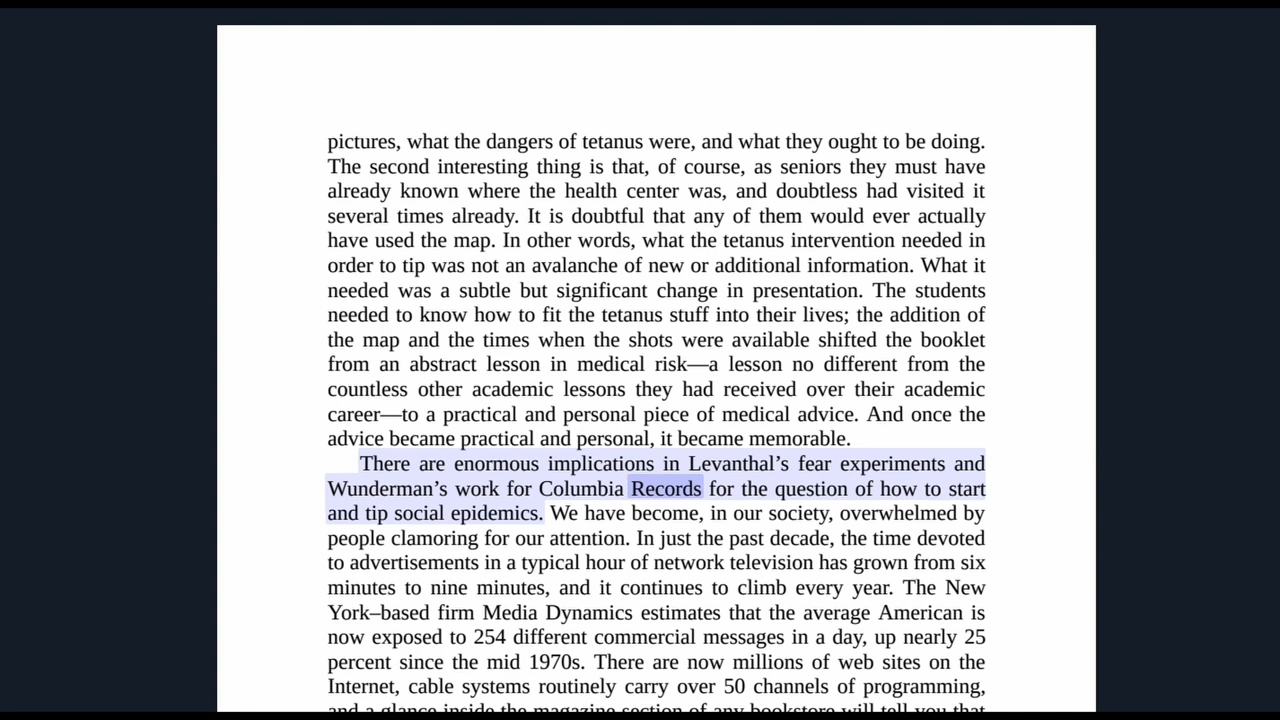 pictures, what the dangers of tetanus were, and what they ought to be doing.
The second interesting thing is that, of course, as seniors they must have
already known where the health center was, and doubtless had visited it
several times already. It is doubtful that any of them would ever actually
have used the map. In other words, what the tetanus intervention needed in
order to tip was not an avalanche of new or additional information. What it
needed was a subtle but significant change in presentation. The students
needed to know how to fit the tetanus stuff into their lives; the addition of
the map and the times when the shots were available shifted the booklet
from an abstract lesson in medical risk—a lesson no different from the
countless other academic lessons they had received over their academic
career—to a practical and personal piece of medical advice. And once the
advice became practical and personal, it became memorable.
There are enormous implications in Levanthal’s fear experiments and
Wunderman’s work for Columbia Records for the question of how to start
and tip social epidemics. We have become, in our society, overwhelmed by
people clamoring for our attention. In just the past decade, the time devoted
to advertisements in a typical hour of network television has grown from six
minutes to nine minutes, and it continues to climb every year. The New
York–based firm Media Dynamics estimates that the average American is
now exposed to 254 different commercial messages in a day, up nearly 25
percent since the mid 1970s. There are now millions of web sites on the
Internet, cable systems routinely carry over 50 channels of programming,
and a glance inside the magazine section of any bookstore will tell you that